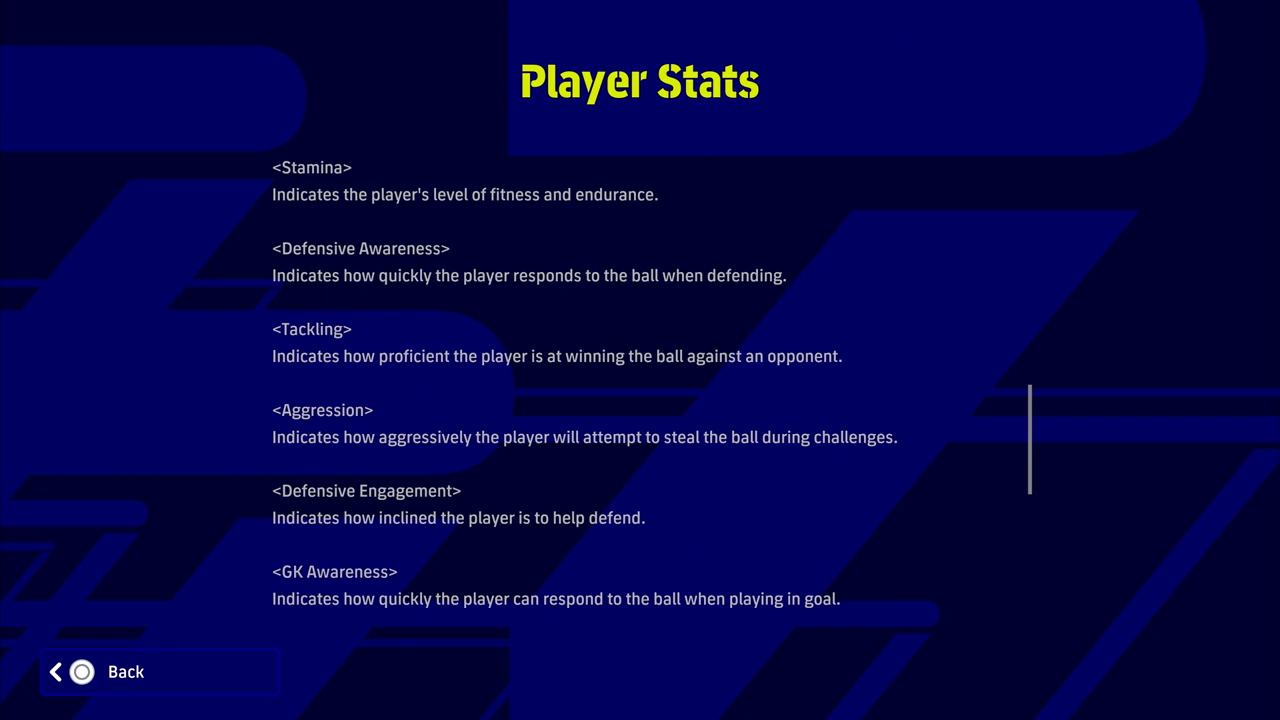 Player Stats
<Stamina>
Indicates the player's level of fitness and endurance.
<Defensive Awareness>
Indicates how quickly the player responds to the ball when defending.
<Tackling>
Indicates how proficient the player is at winning the ball against an opponent.
<Aggression>
Indicates how aggressively the player will attempt to steal the ball during challenges.
<Defensive Engagement>
Indicates how inclined the player is to help defend.
<GK Awareness>
Indicates how quickly the player can respond to the ball when playing in goal.
Back